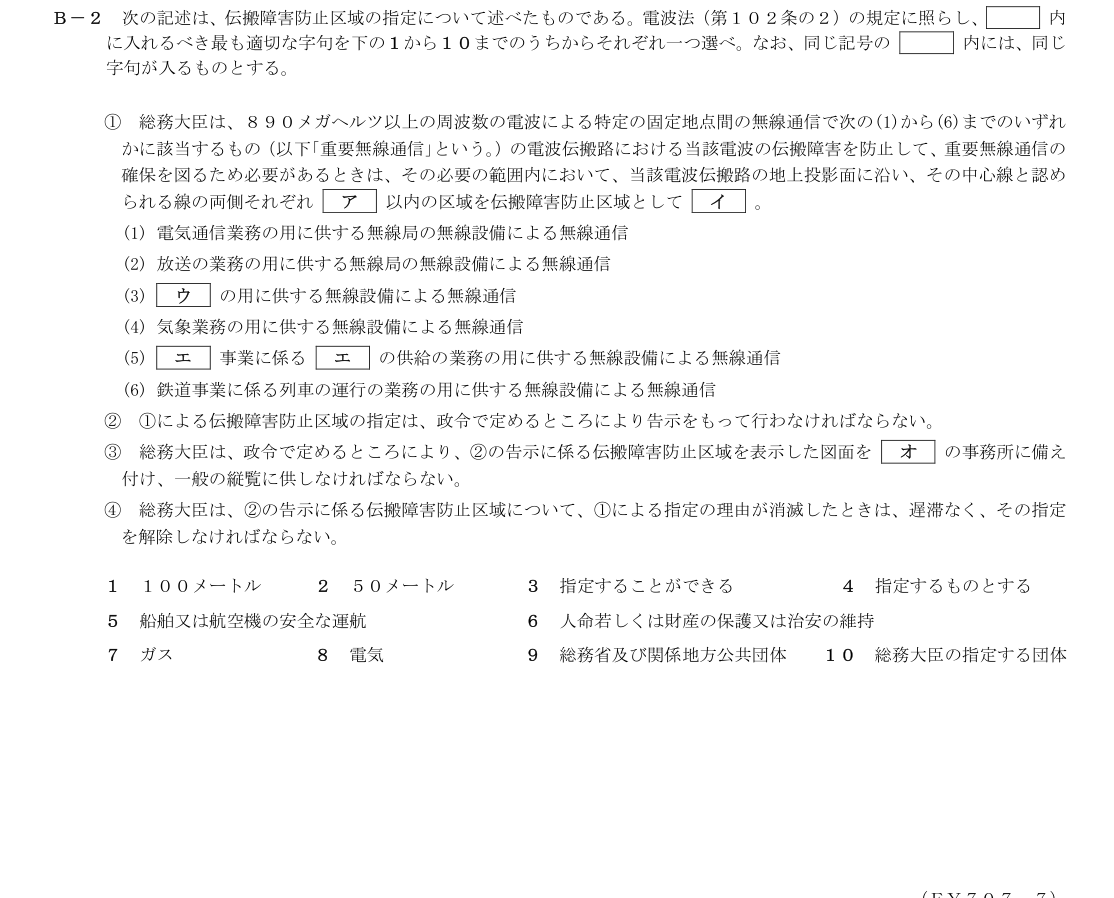 Ｂ－２　次の記述は、伝搬障害防止区域の指定について述べたものである。電波法（第１０２条の２）の規定に照らし、　　　内
に入れるべき最も適切な字句を下の１から１０までのうちからそれぞれ一つ選べ。なお、同じ記号の　　　内には、同じ
字句が入るものとする。
①　総務大臣は、８９０メガヘルツ以上の周波数の電波による特定の固定地点間の無線通信で次の(1)から(6)までのいずれ
かに該当するもの（以下「重要無線通信」という。）の電波伝搬路における当該電波の伝搬障害を防止して、重要無線通信の
確保を図るため必要があるときは、その必要の範囲内において、当該電波伝搬路の地上投影面に沿い、その中心線と認め
られる線の両側それぞれ　ア　以内の区域を伝搬障害防止区域として　イ　。
(1)　電気通信業務の用に供する無線局の無線設備による無線通信
(2)　放送の業務の用に供する無線局の無線設備による無線通信
(3)　ウ　の用に供する無線設備による無線通信
(4)　気象業務の用に供する無線設備による無線通信
(5)　エ　事業に係る　エ　の供給の業務の用に供する無線設備による無線通信
(6)　鉄道事業に係る列車の運行の業務の用に供する無線設備による無線通信
②　①による伝搬障害防止区域の指定は、政令で定めるところにより告示をもって行わなければならない。
③　総務大臣は、政令で定めるところにより、②の告示に係る伝搬障害防止区域を表示した図面を　オ　の事務所に備え
付け、一般の縦覧に供しなければならない。
④　総務大臣は、②の告示に係る伝搬障害防止区域について、①による指定の理由が消滅したときは、遅滞なく、その指定
を解除しなければならない。
１　１００メートル　２　５０メートル　３　指定することができる　４　指定するものとする
５　船舶又は航空機の安全な運航　６　人命若しくは財産の保護又は治安の維持
７　ガス　８　電気　９　総務省及び関係地方公共団体　１０　総務大臣の指定する団体